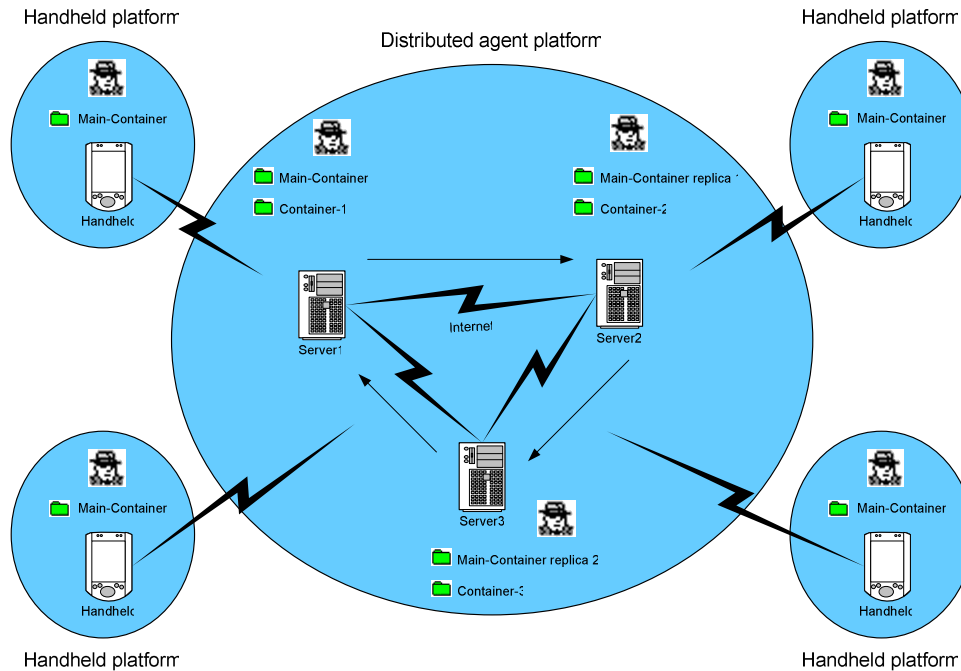 Handheld platform
Handheld platform
Distributed agent platform
Main-Container
Handheld
Main-Container
Container-1
Main-Container replica 1
Container-2
Main-Container
Handheld
Internet
Server1
Server2
Main-Container
Handheld
Server3
Main-Container replica 2
Container-3
Main-Container
Handheld
Handheld platform
Handheld platform